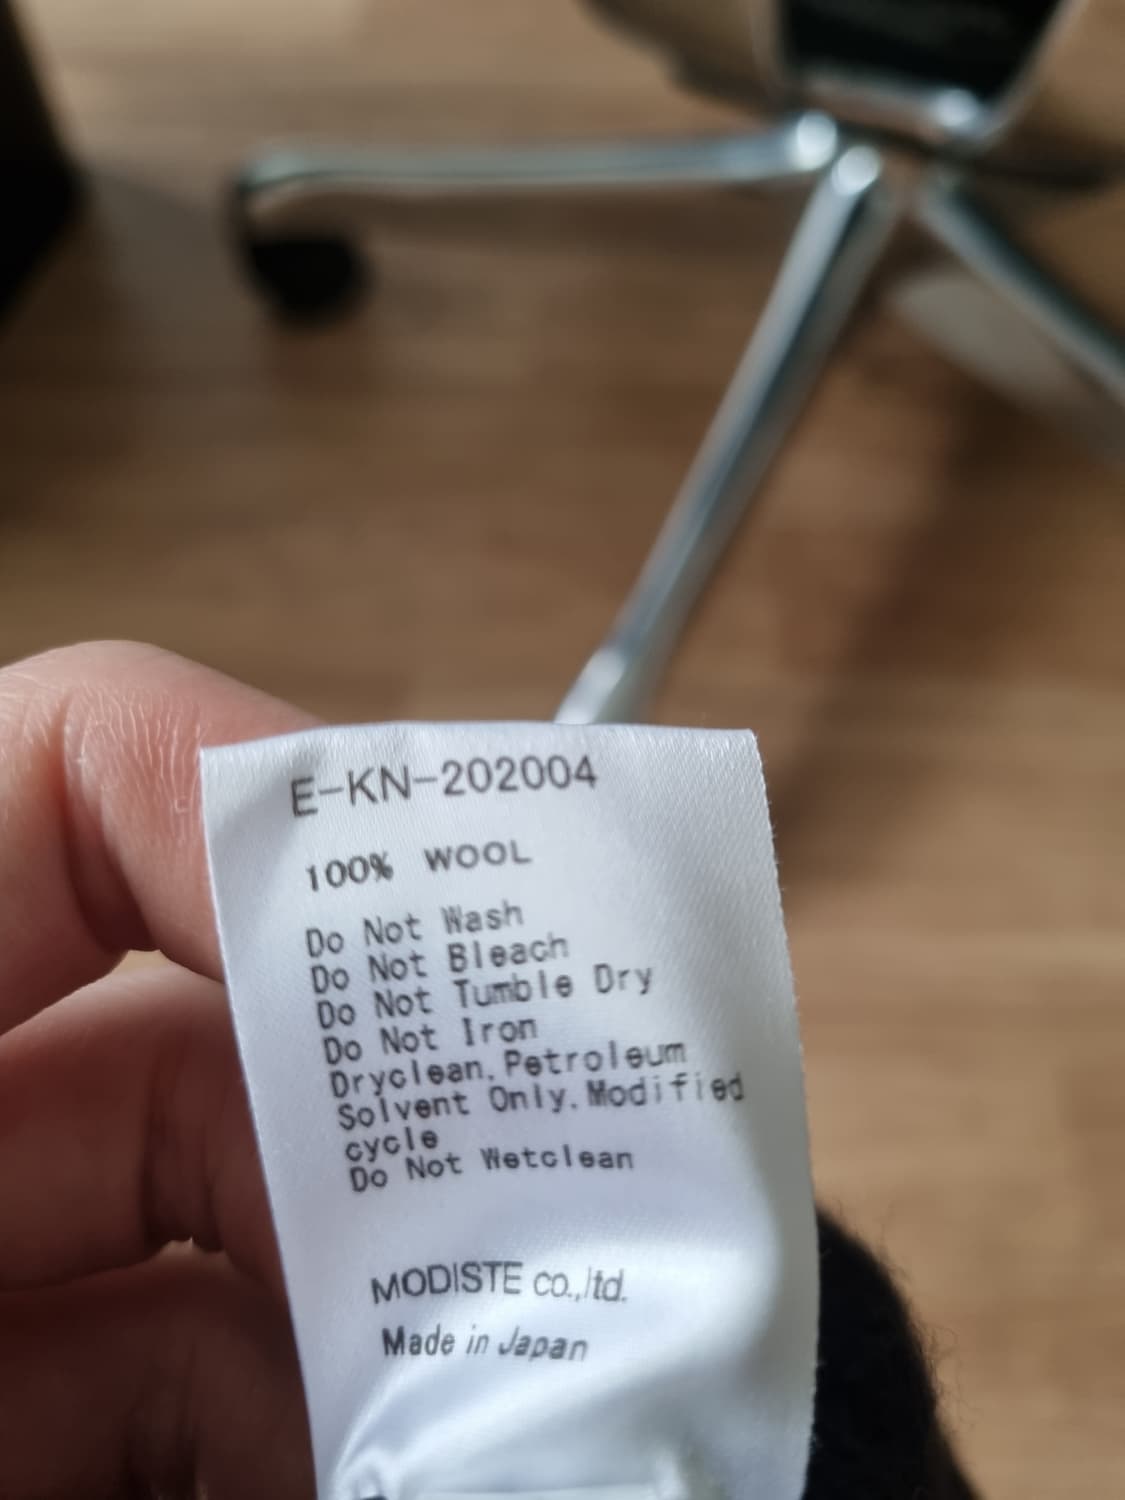 E-KN-202004
100% WOOL
Do Not Wash
Do Not Bleach
Do Not Tumble Dry
Do Not Iron
Dryclean.Petroleum
Solvent Only.Modified
cycle
Do Not Wetclean
MODISTE co.,ltd.
Made in Japan